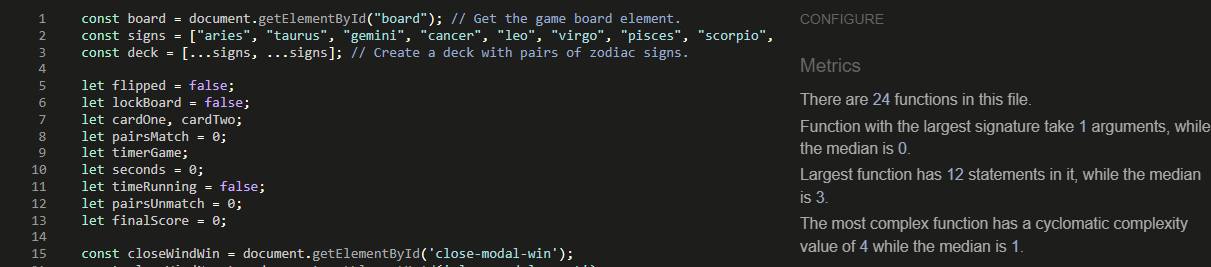 1 const board = document.getElementById("board"); // Get the game board element.
2 const signs = ["aries", "taurus", "gemini", "cancer", "leo", "virgo", "pisces", "scorpio",
3 const deck = [...signs, ...signs]; // Create a deck with pairs of zodiac signs.
4
5 let flipped = false;
6 let lockBoard = false;
7 let cardOne, cardTwo;
8 let pairsMatch = 0;
9 let timerGame;
10 let seconds = 0;
11 let timeRunning = false;
12 let pairsUnmatch = 0;
13 let finalScore = 0;
14
15 const closeWindWin = document.getElementById('close-modal-win');
CONFIGURE
Metrics
There are 24 functions in this file.
Function with the largest signature take 1 arguments, while
the median is 0.
Largest function has 12 statements in it, while the median
is 3.
The most complex function has a cyclomatic complexity
value of 4 while the median is 1.